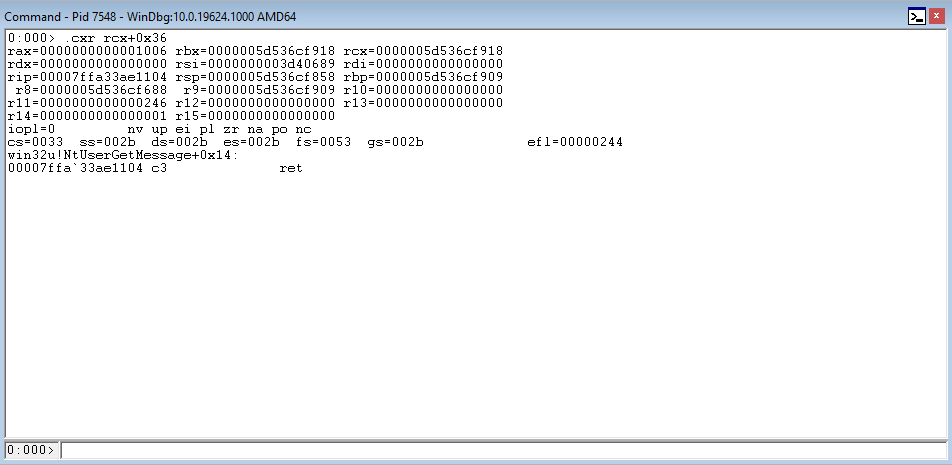 Command - Pid 7548 - WinDbg:10.0.19624.1000 AMD64
0:000> .cxr rcx+0x36
rax=0000000000001006 rbx=0000005d536cf918 rcx=0000005d536cf918
rdx=0000000000000000 rsi=0000000003d40689 rdi=0000000000000000
rip=00007ffa33ae1104 rsp=0000005d536cf858 rbp=0000005d536cf909
 r8=0000005d536cf688  r9=0000005d536cf909 r10=0000000000000000
r11=0000000000000246 r12=0000000000000000 r13=0000000000000000
r14=0000000000000001 r15=0000000000000000
iopl=0         nv up ei pl zr na po nc
cs=0033  ss=002b  ds=002b  es=002b  fs=0053  gs=002b             efl=00000244
win32u!NtUserGetMessage+0x14:
00007ffa`33ae1104 c3              ret
0:000>